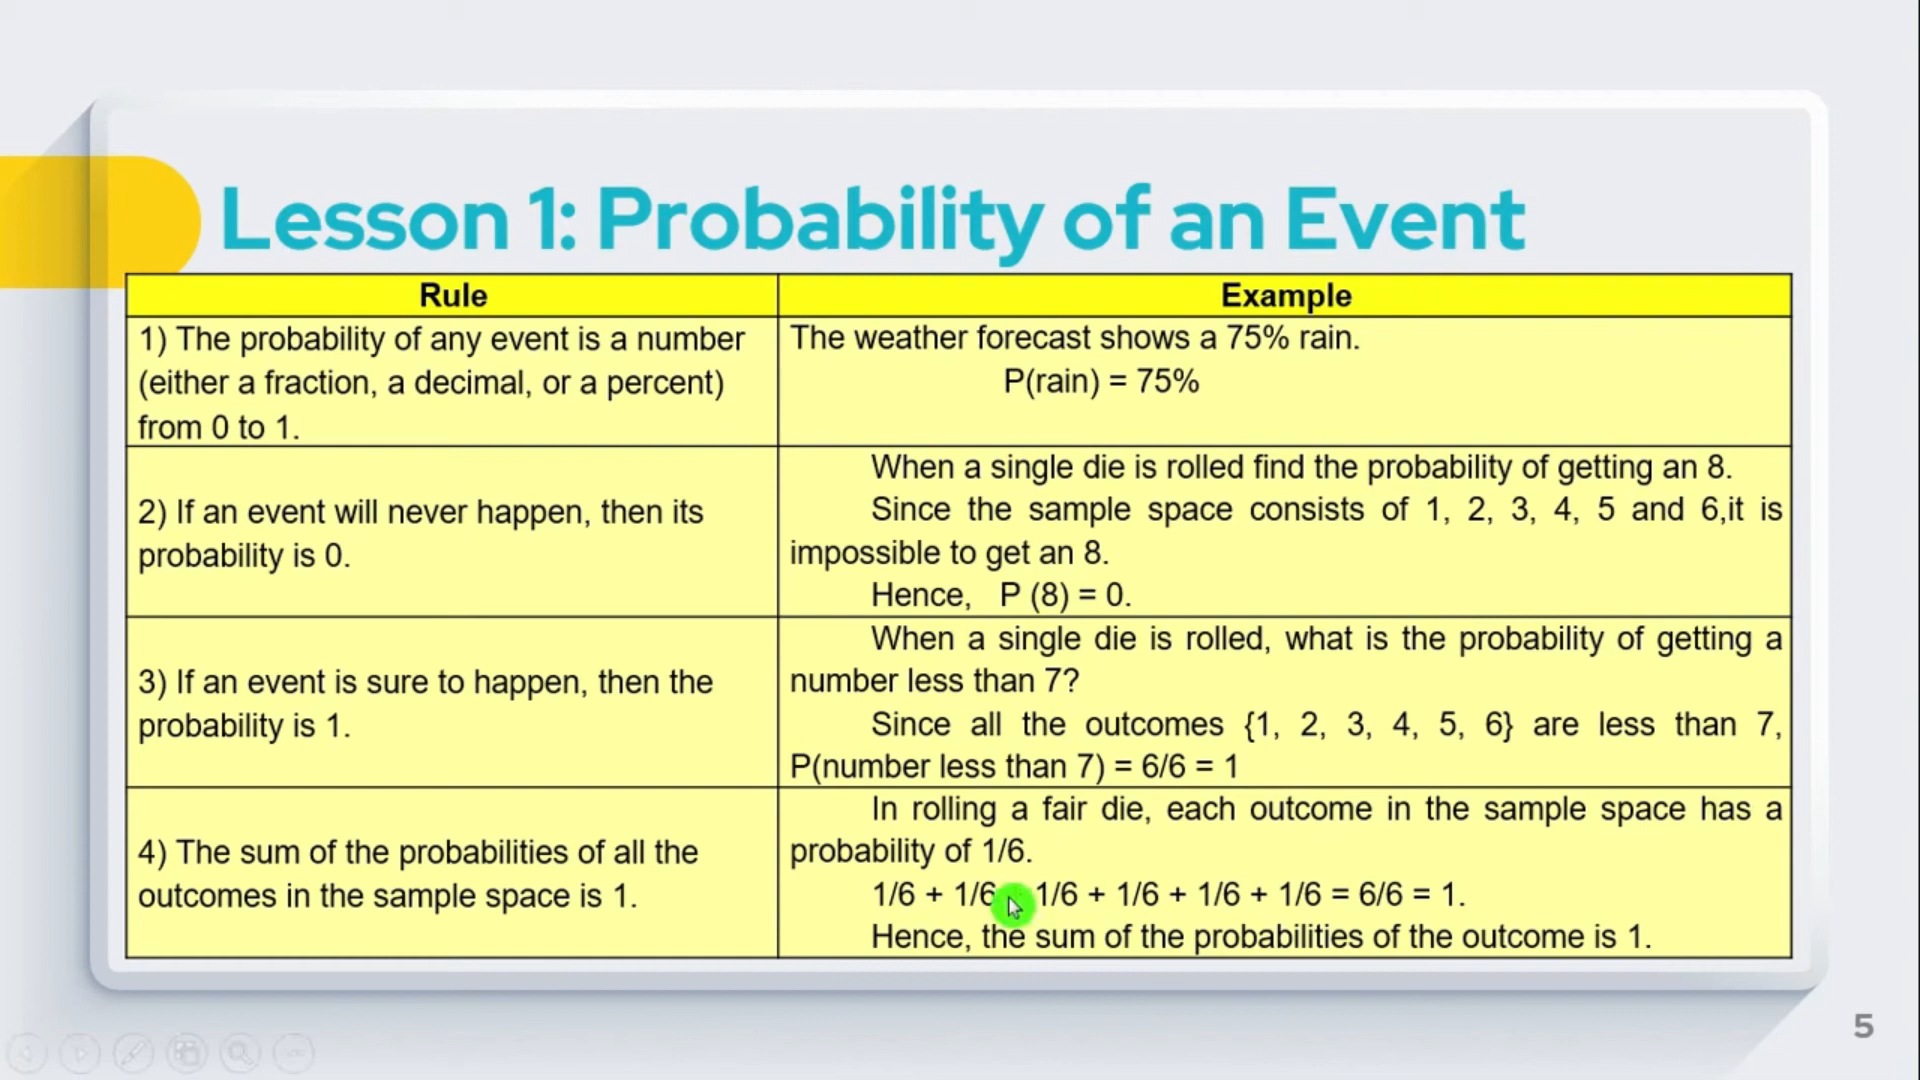 Lesson 1: Probability of an Event
Rule
Example
1) The probability of any event is a number
(either a fraction, a decimal, or a percent)
from 0 to 1.
The weather forecast shows a 75% rain.
P(rain) = 75%
2) If an event will never happen, then its
probability is 0.
When a single die is rolled find the probability of getting an 8.
Since the sample space consists of 1, 2, 3, 4, 5 and 6,it is
impossible to get an 8.
Hence, P (8) = 0.
3) If an event is sure to happen, then the
probability is 1.
When a single die is rolled, what is the probability of getting a
number less than 7?
Since all the outcomes {1, 2, 3, 4, 5, 6} are less than 7,
P(number less than 7) = 6/6 = 1
4) The sum of the probabilities of all the
outcomes in the sample space is 1.
In rolling a fair die, each outcome in the sample space has a
probability of 1/6.
1/6 + 1/6 1/6 + 1/6 + 1/6 + 1/6 = 6/6 = 1.
Hence, the sum of the probabilities of the outcome is 1.
5